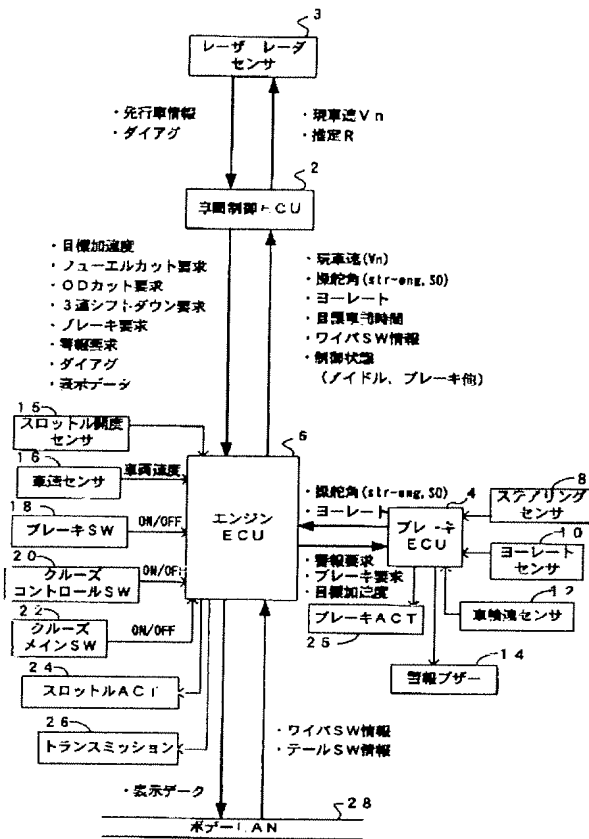 3
レーザ レーダ
センサ
・先行車情報
・ダイアグ
・現車速Vn
・推定R
2
車間制御ECU
・目標加速度
・フューエルカット要求
・ODカット要求
・3速シフトダウン要求
・ブレーキ要求
・警報要求
・ダイアグ
・表示データ
・現車速(Vn)
・操舵角(str-eng,S0)
・ヨーレート
・目標車間時間
・ワイパSW情報
・制御状態
(アイドル、ブレーキ他)
15
スロットル開度
センサ
16
車速センサ
車両速度
18
ブレーキSW
ON/OFF
20
クルーズ
コントロールSW
ON/OFF
22
クルーズ
メインSW
ON/OFF
24
スロットルACT
26
トランスミッション
6
エンジン
ECU
・操舵角(str-eng,S0)
・ヨーレート
4
ブレーキ
ECU
8
ステアリング
センサ
10
ヨーレート
センサ
12
車輪速センサ
・警報要求
・ブレーキ要求
・目標加速度
ブレーキACT
25
14
警報ブザー
・ワイパSW情報
・テールSW情報
・表示データ
28
ボデーLAN